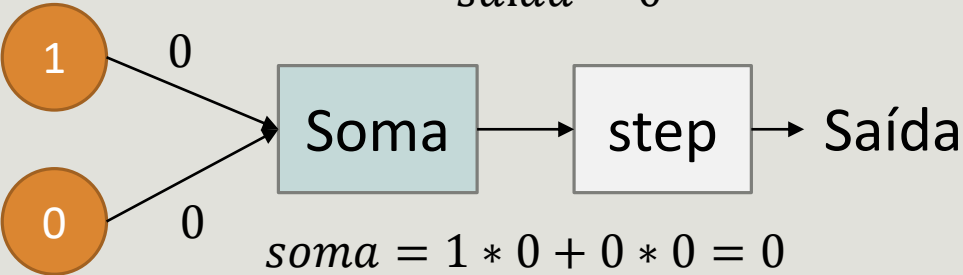 1
0
Soma
step
Saída
0
0
𝑠𝑜𝑚𝑎 = 1 ∗ 0 + 0 ∗ 0 = 0